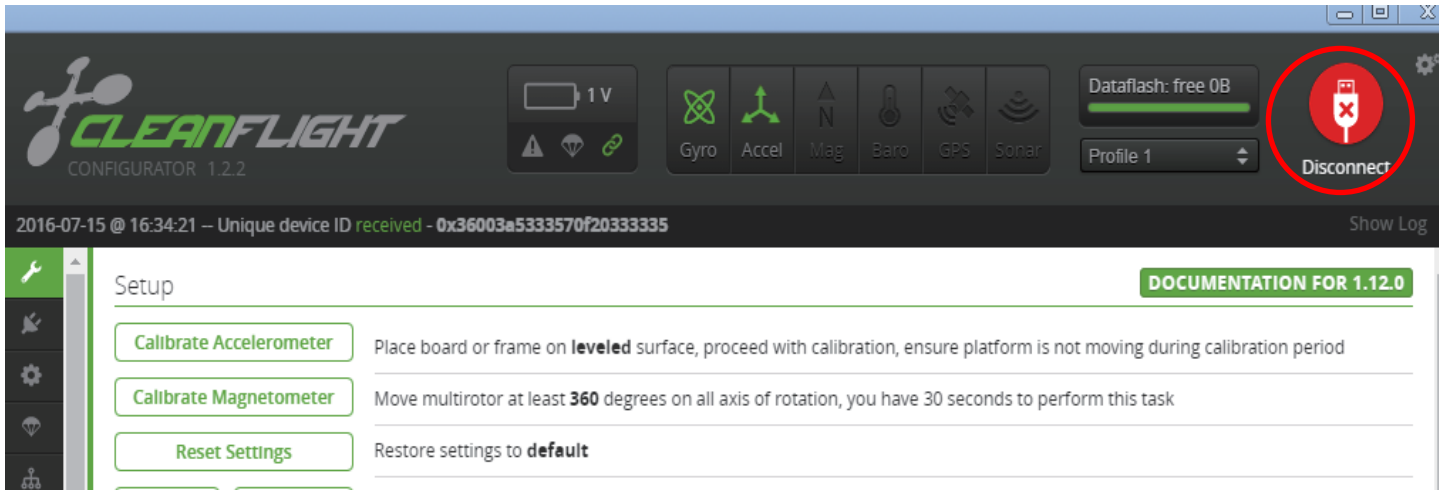 1 V
Dataflash: free 0B
CLEANFLIGHT
CONFIGURATOR 1.2.2
N
Gyro Accel Mag Baro GPS Sonar
Profile 1
Disconnect
2016-07-15 @ 16:34:21 -- Unique device ID received - 0x36003a5333570f20333335
Show Log
Setup
DOCUMENTATION FOR 1.12.0
Calibrate Accelerometer
Place board or frame on leveled surface, proceed with calibration, ensure platform is not moving during calibration period
Calibrate Magnetometer
Move multirotor at least 360 degrees on all axis of rotation, you have 30 seconds to perform this task
Reset Settings
Restore settings to default